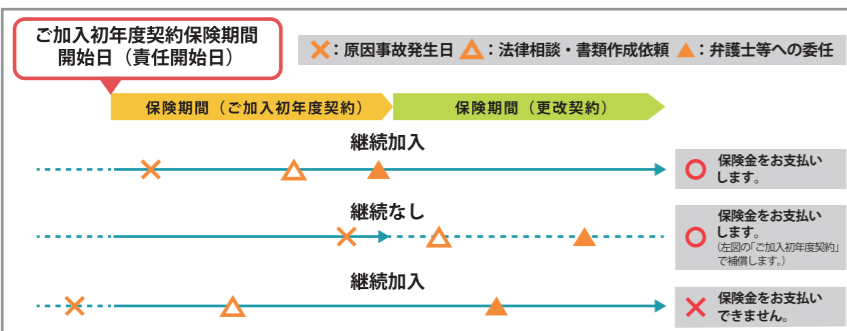 ご加入初年度契約保険期間
開始日（責任開始日）
：原因事故発生日 ：法律相談・書類作成依頼 ：弁護士等への委任
保険期間（ご加入初年度契約） 保険期間（更改契約）
継続加入
保険金をお支払い
します。
継続なし
保険金をお支払い
します。
（左図の「ご加入初年度契約」
で補償します。）
継続加入
保険金をお支払い
できません。